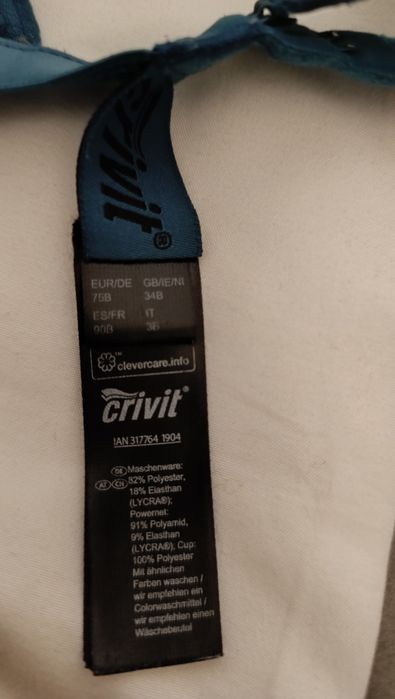 crivit®
EUR/DE GB/IE/NI
75B 34B
ES/FR IT
90B 3B
clevercare.info
crivit®
IAN 317764 1904
DE Maschenware:
AT CH 82% Polyester,
18% Elasthan
(LYCRA®);
Powernet:
91% Polyamid,
9% Elasthan
(LYCRA®), Cup:
100% Polyester
Mit ähnlichen
Farben waschen /
wir empfehlen ein
Colorwaschmittel /
wir empfehlen einen
Wäschebeutel